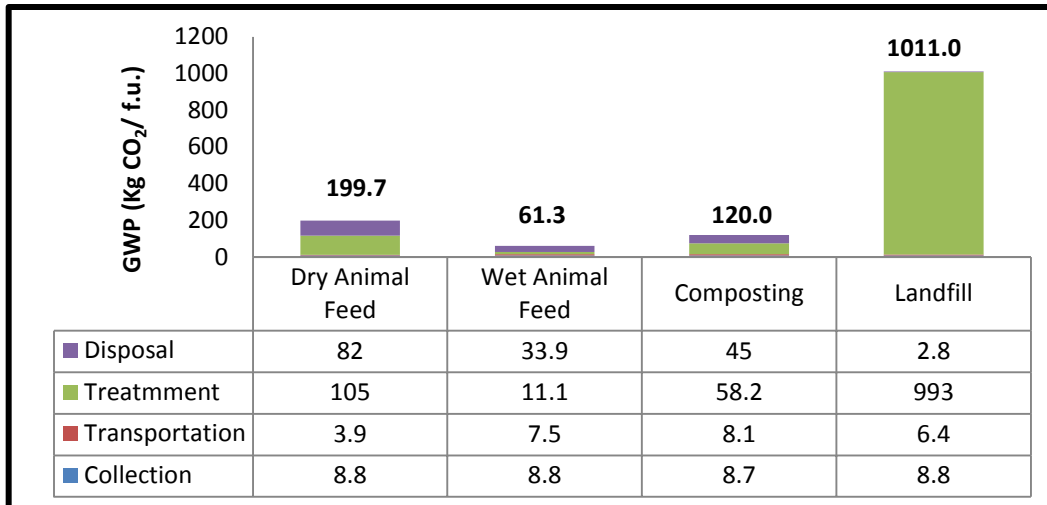 GWP (Kg CO₂/ f.u.)
1200
1000
800
600
400
200
0
199.7
61.3
120.0
1011.0
Dry Animal Feed
Wet Animal Feed
Composting
Landfill
Disposal 82 33.9 45 2.8
Treatmment 105 11.1 58.2 993
Transportation 3.9 7.5 8.1 6.4
Collection 8.8 8.8 8.7 8.8